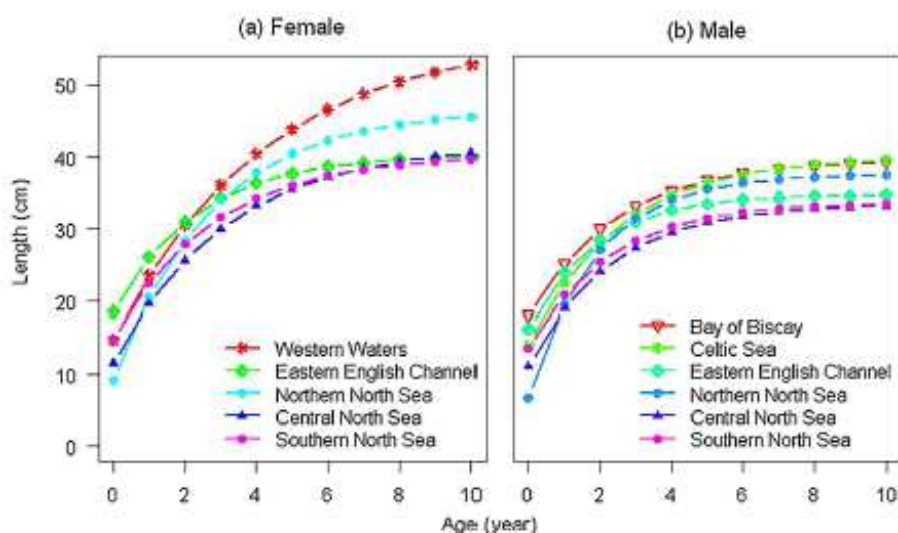 (a) Female
(b) Male
Length (cm)
50
40
30
20
10
0
Western Waters
Eastern English Channel
Northern North Sea
Central North Sea
Southern North Sea
Bay of Biscay
Celtic Sea
Eastern English Channel
Northern North Sea
Central North Sea
Southern North Sea
0 2 4 6 8 10
0 2 4 6 8 10
Age (year)